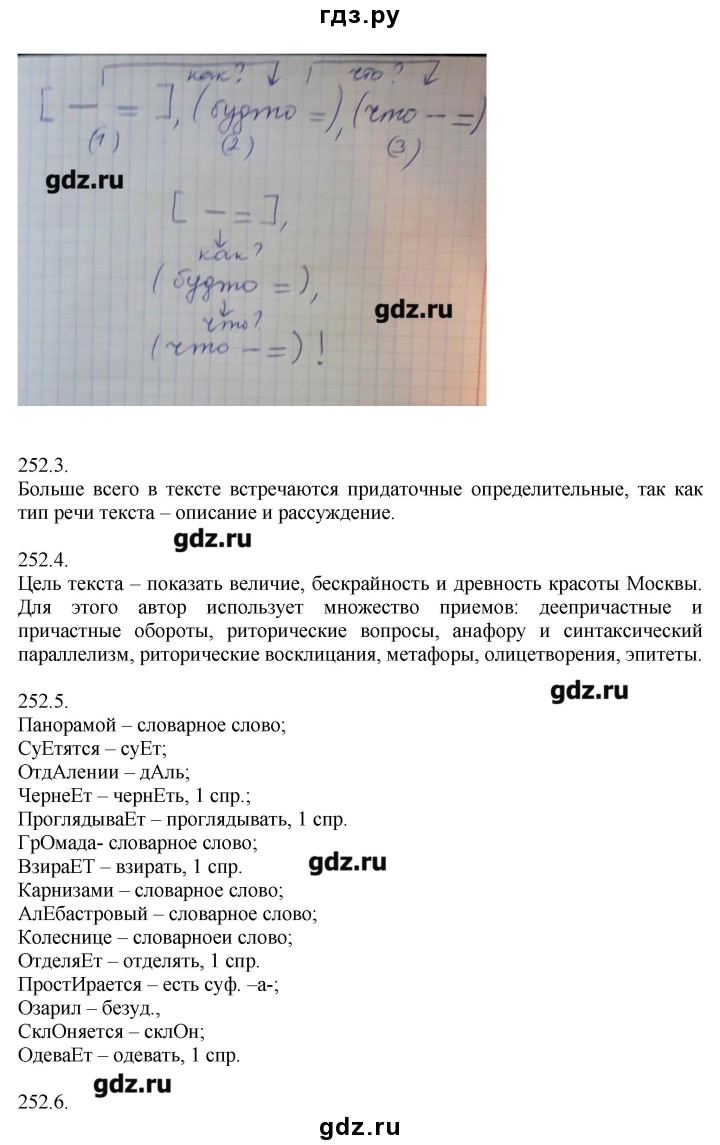 гдз.ру
как? что?
[ — = ], (будто =), (что — =)
(1) (2) (3)
gdz.ru
[ — = ],
как?
(будто =),
gdz.ru
что?
(что — =) !
252.3.
Больше всего в тексте встречаются придаточные определительные, так как
тип речи текста – описание и рассуждение.
gdz.ru
252.4.
Цель текста – показать величие, бескрайность и древность красоты Москвы.
Для этого автор использует множество приемов: деепричастные и
причастные обороты, риторические вопросы, анафору и синтаксический
параллелизм, риторические восклицания, метафоры, олицетворения, эпитеты.
gdz.ru
252.5.
Панорамой – словарное слово;
СуЕтятся – суЕт;
ОтдАлении – дАль;
ЧернеЕт – чернЕть, 1 спр.;
ПроглядываЕт – проглядывать, 1 спр.
ГрОмада- словарное слово;
ВзираЕТ – взирать, 1 спр.
gdz.ru
Карнизами – словарное слово;
АлЕбастровый – словарное слово;
Колеснице – словарноеи слово;
ОтделяЕт – отделять, 1 спр.
ПростИрается – есть суф. –а-;
Озарил – безуд.,
СклОняется – склОн;
ОдеваЕт – одевать, 1 спр.
gdz.ru
252.6.
gdz.ru